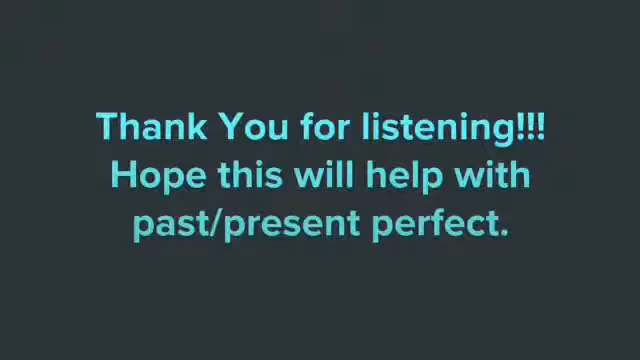 Thank You for listening!!!
Hope this will help with
past/present perfect.